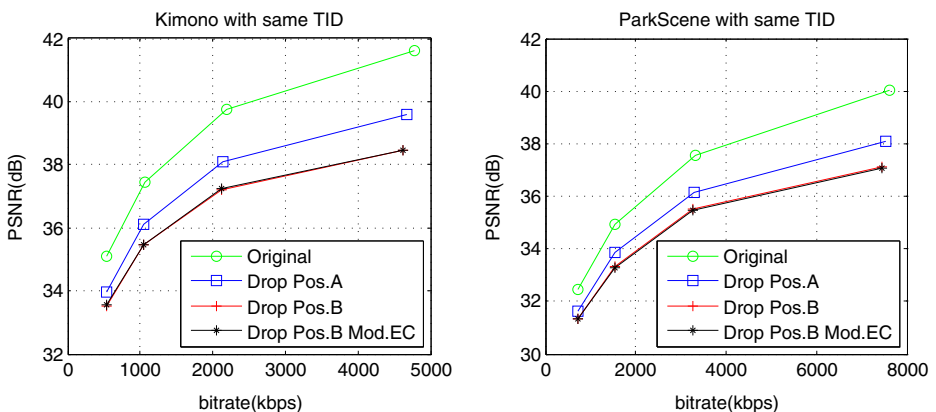 Kimono with same TID
42
40
38
36
34
32
PSNR(dB)
0
1000
2000
3000
4000
5000
bitrate(kbps)
Original
Drop Pos.A
Drop Pos.B
Drop Pos.B Mod.EC
ParkScene with same TID
42
40
38
36
34
32
30
PSNR(dB)
0
2000
4000
6000
8000
bitrate(kbps)
Original
Drop Pos.A
Drop Pos.B
Drop Pos.B Mod.EC